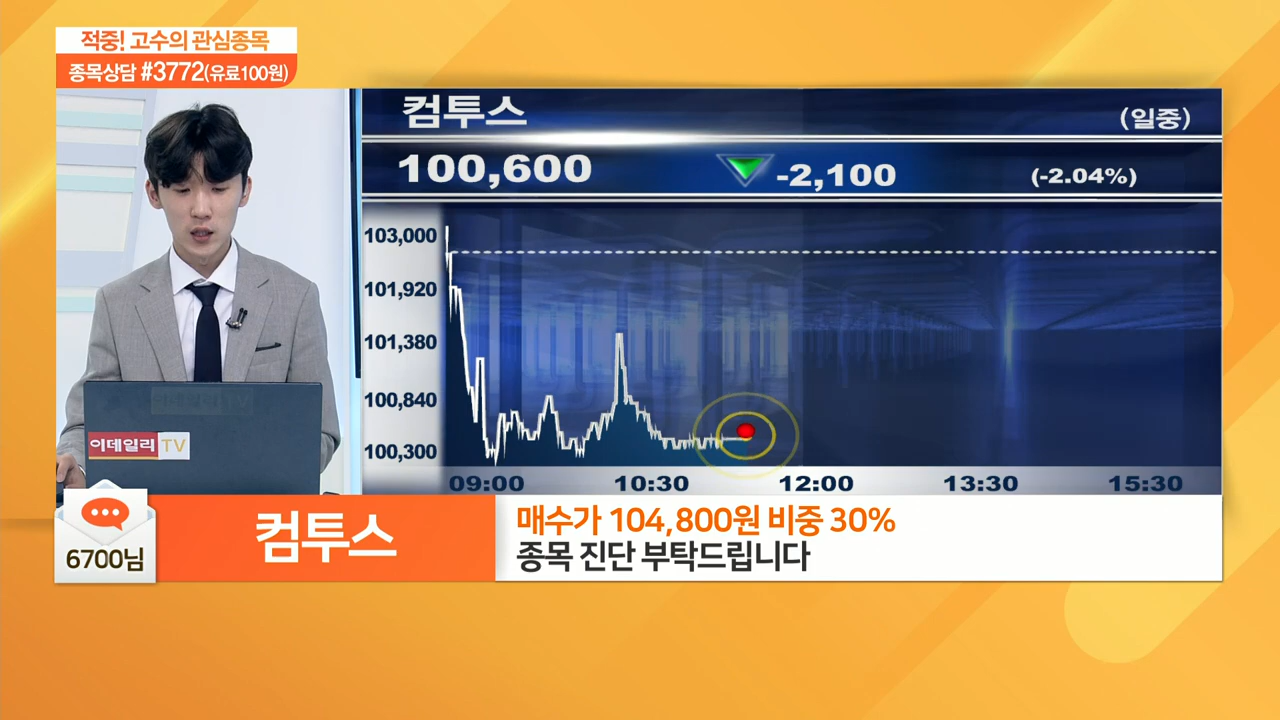 적중! 고수의 관심종목
종목상담 #3772(유료100원)
컴투스
(일중)
100,600
-2,100
(-2.04%)
103,000
101,920
101,380
100,840
100,300
09:00
10:30
12:00
13:30
15:30
이데일리 TV
6700님
컴투스
매수가 104,800원 비중 30%
종목 진단 부탁드립니다